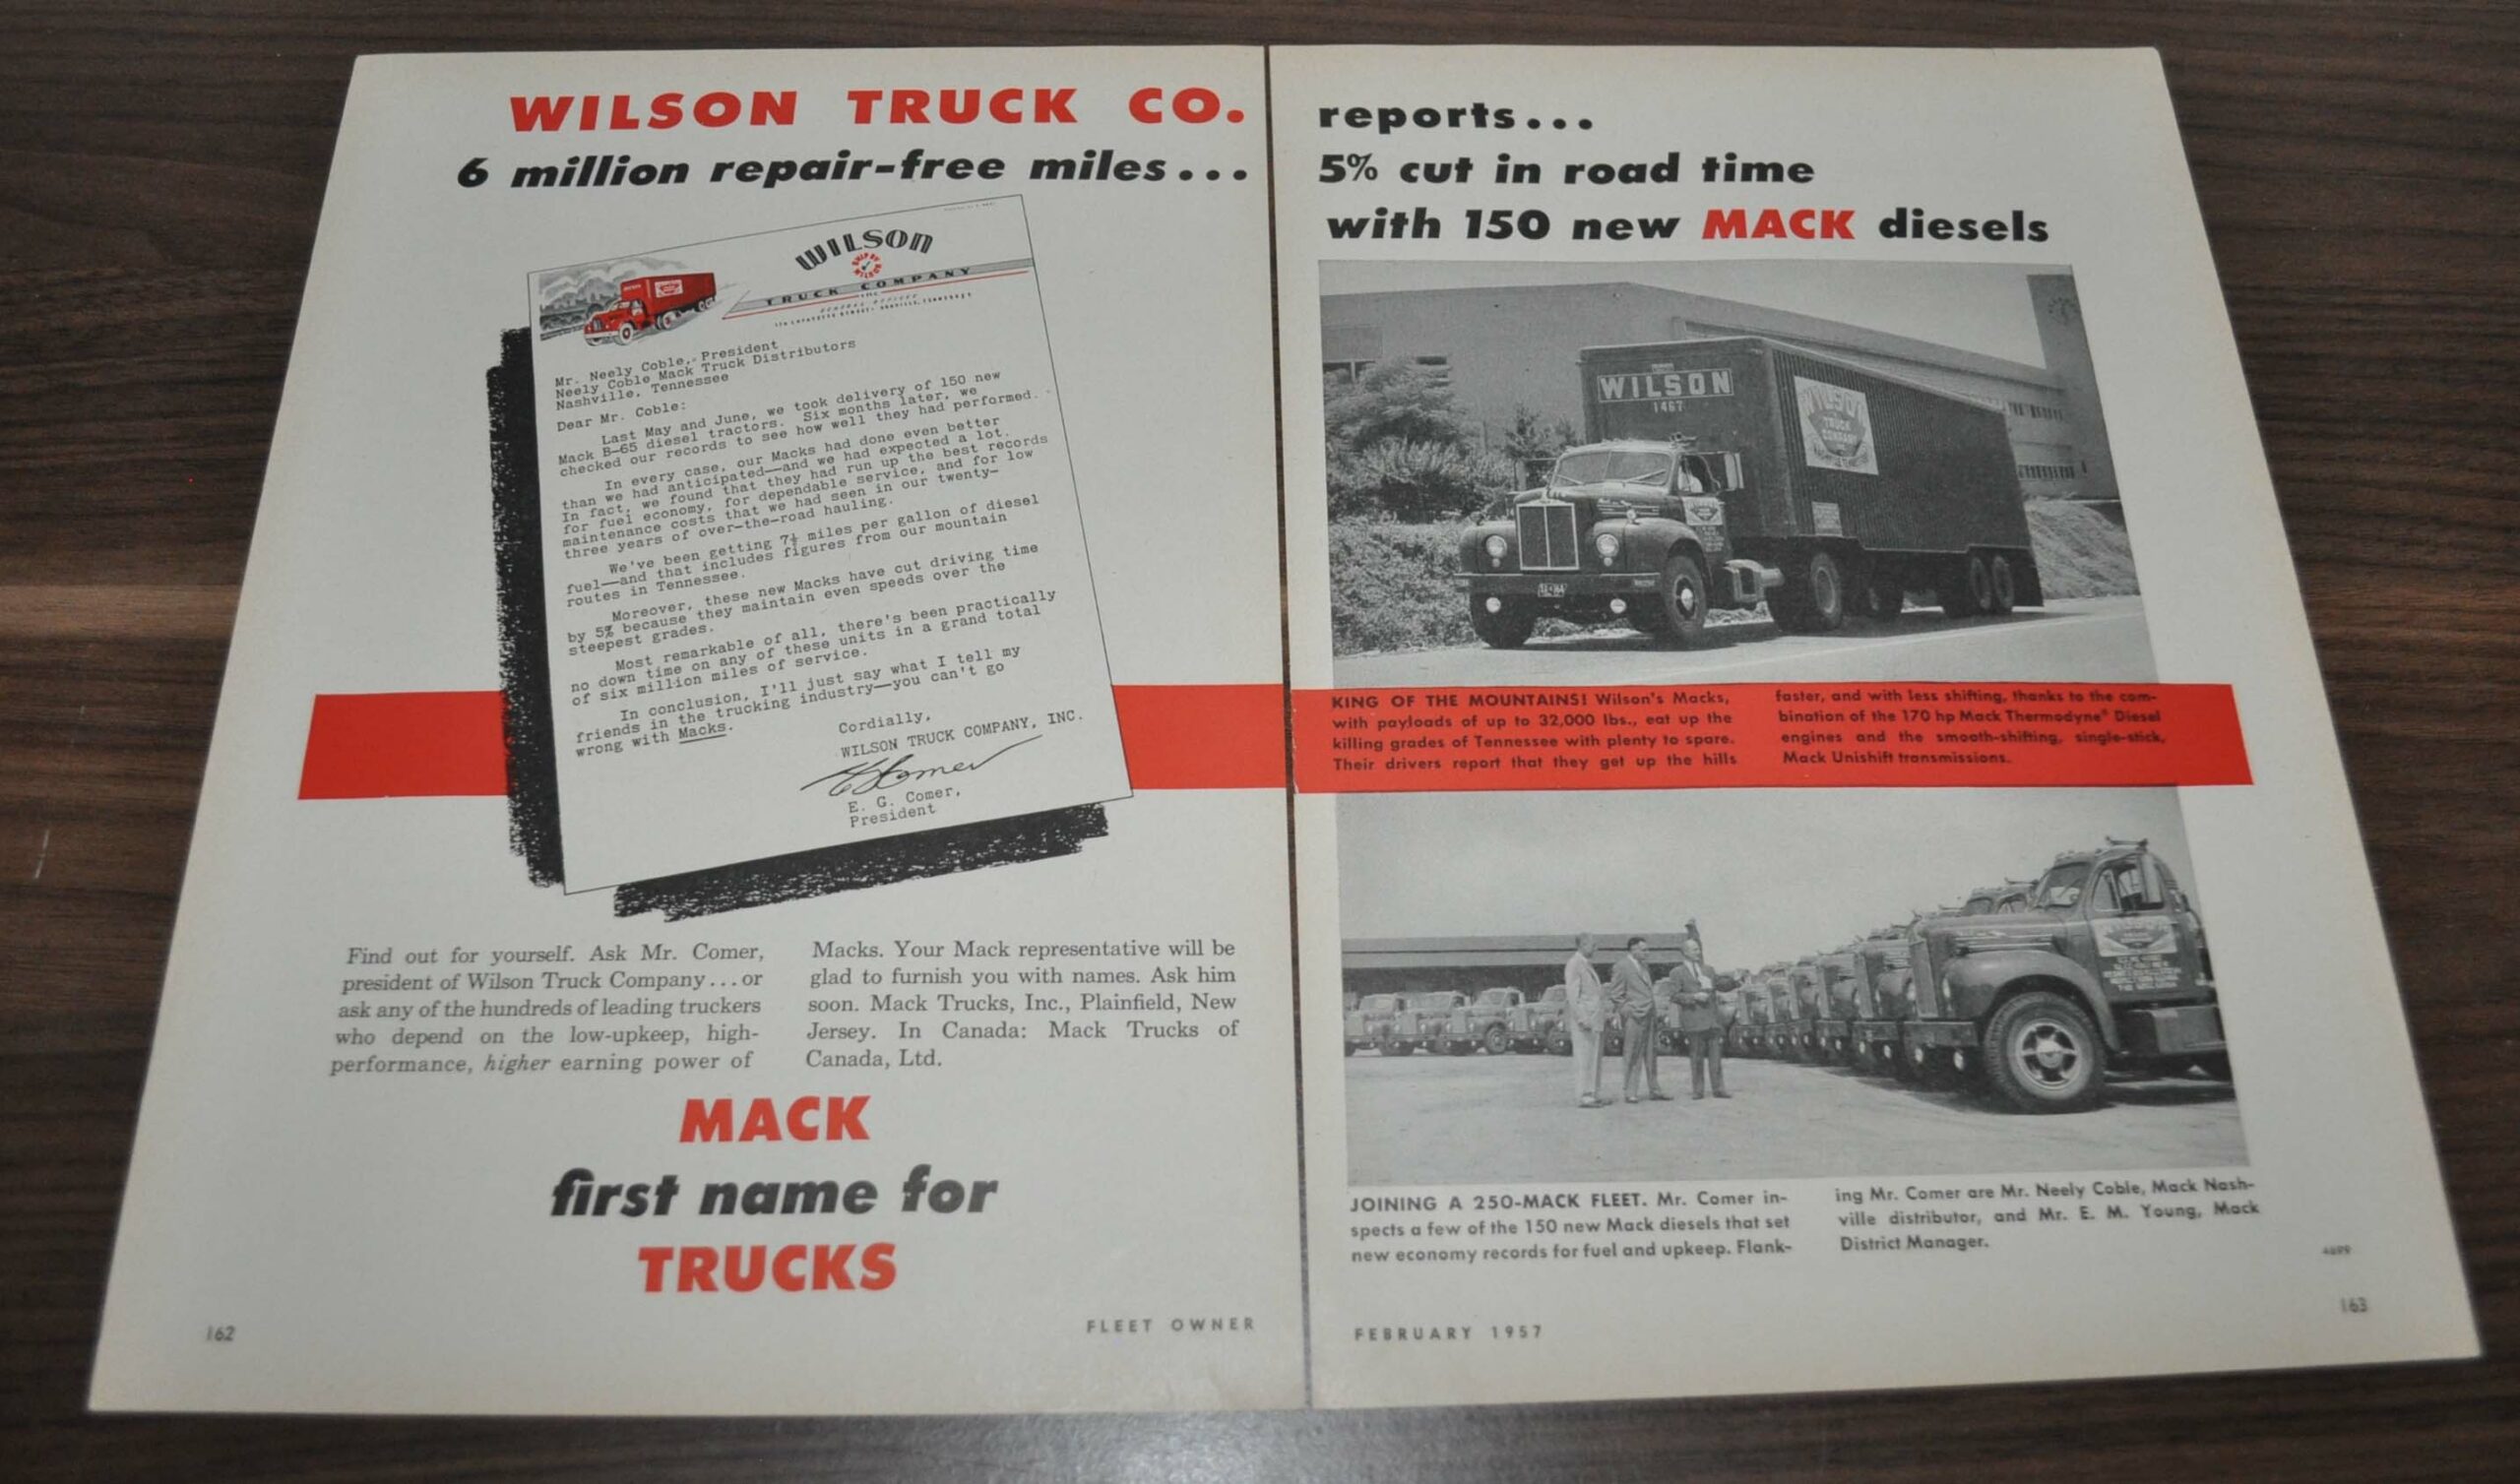 WILSON TRUCK CO.
6 million repair-free miles...
WILSON
SHIP BY WILSON
TRUCK COMPANY
INC.
GENERAL OFFICES
LAFAYETTE STREET · NASHVILLE, TENNESSEE
Mr. Neely Coble, President
Neely Coble Mack Truck Distributors
Nashville, Tennessee
Dear Mr. Coble:
Last May and June, we took delivery of 150 new
Mack B-65 diesel tractors. Six months later, we
checked our records to see how well they had performed.
In every case, our Macks had done even better
than we had anticipated—and we had expected a lot.
In fact, we found that they had run up the best records
for fuel economy, for dependable service, and for low
maintenance costs that we had seen in our twenty-
three years of over-the-road hauling.
We've been getting 7½ miles per gallon of diesel
fuel—and that includes figures from our mountain
routes in Tennessee.
Moreover, these new Macks have cut driving time
by 5% because they maintain even speeds over the
steepest grades.
Most remarkable of all, there's been practically
no down time on any of these units in a grand total
of six million miles of service.
In conclusion, I'll just say what I tell my
friends in the trucking industry—you can't go
wrong with Macks.
Cordially,
WILSON TRUCK COMPANY, INC.
E. G. Comer,
President
Find out for yourself. Ask Mr. Comer,
president of Wilson Truck Company...or
ask any of the hundreds of leading truckers
who depend on the low-upkeep, high-
performance, higher earning power of
Macks. Your Mack representative will be
glad to furnish you with names. Ask him
soon. Mack Trucks, Inc., Plainfield, New
Jersey. In Canada: Mack Trucks of
Canada, Ltd.
MACK
first name for
TRUCKS
162
FLEET OWNER
reports...
5% cut in road time
with 150 new MACK diesels
WILSON
1467
WILSON
TRUCK
COMPANY
KING OF THE MOUNTAINS! Wilson's Macks,
with payloads of up to 32,000 lbs., eat up the
killing grades of Tennessee with plenty to spare.
Their drivers report that they get up the hills
faster, and with less shifting, thanks to the com-
bination of the 170 hp Mack Thermodyne® Diesel
engines and the smooth-shifting, single-stick,
Mack Unishift transmissions.
JOINING A 250-MACK FLEET. Mr. Comer in-
spects a few of the 150 new Mack diesels that set
new economy records for fuel and upkeep. Flank-
ing Mr. Comer are Mr. Neely Coble, Mack Nash-
ville distributor, and Mr. E. M. Young, Mack
District Manager.
FEBRUARY 1957
163